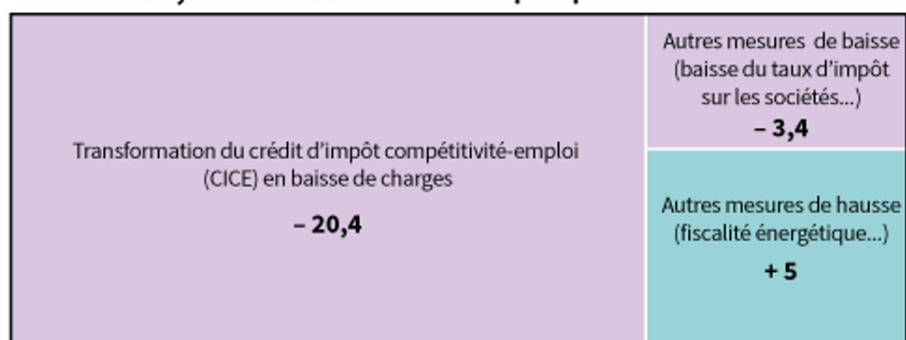 Transformation du crédit d'impôt compétitivité-emploi
(CICE) en baisse de charges
– 20,4
Autres mesures de baisse
(baisse du taux d'impôt
sur les sociétés...)
– 3,4
Autres mesures de hausse
(fiscalité énergétique...)
+ 5